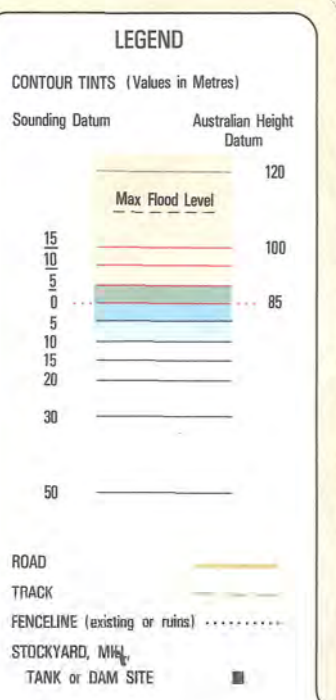 LEGEND
CONTOUR TINTS (Values in Metres)
Sounding Datum
Australian Height
Datum
120
Max Flood Level
15 100
10
5
0 85
5
10
15
20
30
50
ROAD
TRACK
FENCELINE (existing or ruins)
STOCKYARD, MILL,
TANK or DAM SITE